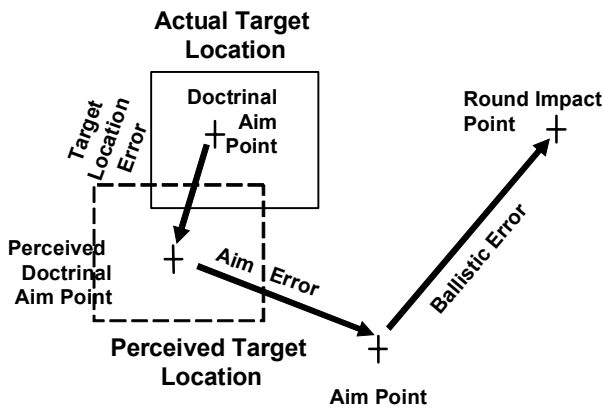 Actual Target
Location
Doctrinal
Aim
Point
Target
Location
Error
Round Impact
Point
Perceived
Doctrinal
Aim Point
Aim Error
Ballistic Error
Perceived Target
Location
Aim Point